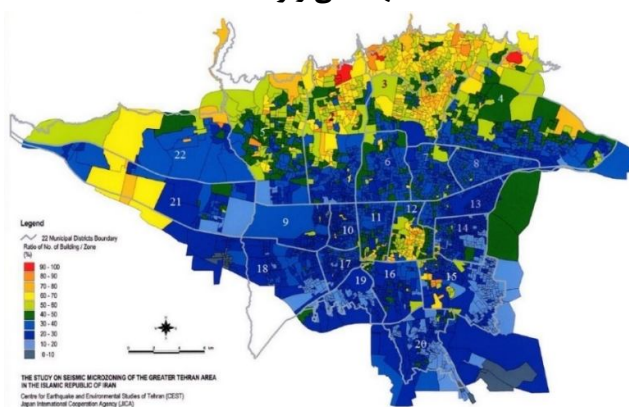 3
4
5
22
6
7
8
21
9
10
11
12
13
14
18
17
16
15
19
20
Legend
22 Municipal Districts Boundary
Ratio of No. of Building / Zone
(%)
90 - 100
80 - 90
70 - 80
60 - 70
50 - 60
40 - 50
30 - 40
20 - 30
10 - 20
0 - 10
THE STUDY ON SEISMIC MICROZONING OF THE GREATER TEHRAN AREA
IN THE ISLAMIC REPUBLIC OF IRAN
Centre for Earthquake and Environmental Studies of Tehran (CEST)
Japan International Cooperation Agency (JICA)